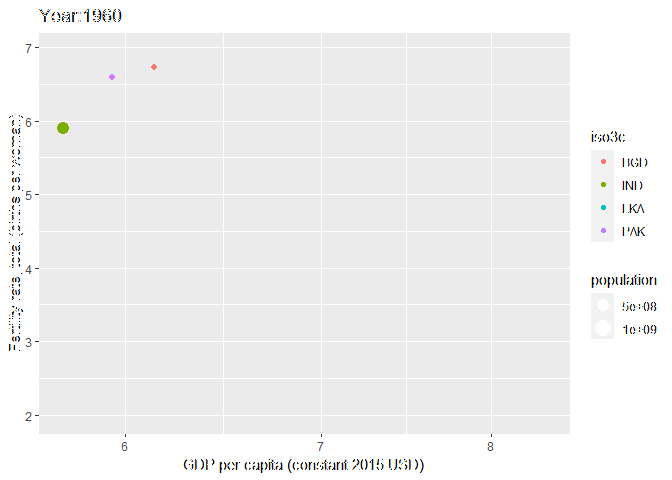 Year: 1960
7
6
5
4
3
2
Fertility rate, total (births per woman)
6
7
8
GDP per capita (constant 2015 USD)
iso3c
BGD
IND
LKA
PAK
population
5e+08
1e+09